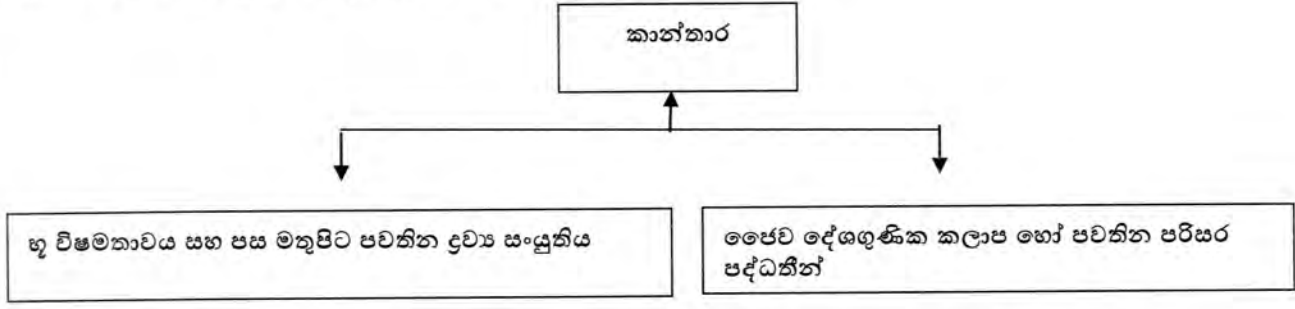 කාන්තාර
භූ විෂමතාවය සහ පස මතුපිට පවතින ද්‍රව්‍ය සංයුතිය
ජෛව දේශගුණික කලාප හෝ පවතින පරිසර
පද්ධතීන්